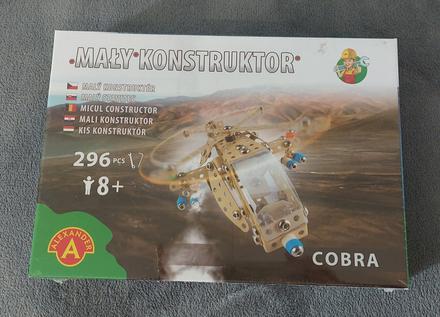 MAŁY KONSTRUKTOR
MALÝ KONSTRUKTÉR
MICUL CONSTRUCTOR
MALI KONSTRUKTOR
KIS KONSTRUKTŐR
296 PCS
8+
ALEXANDER
A
COBRA